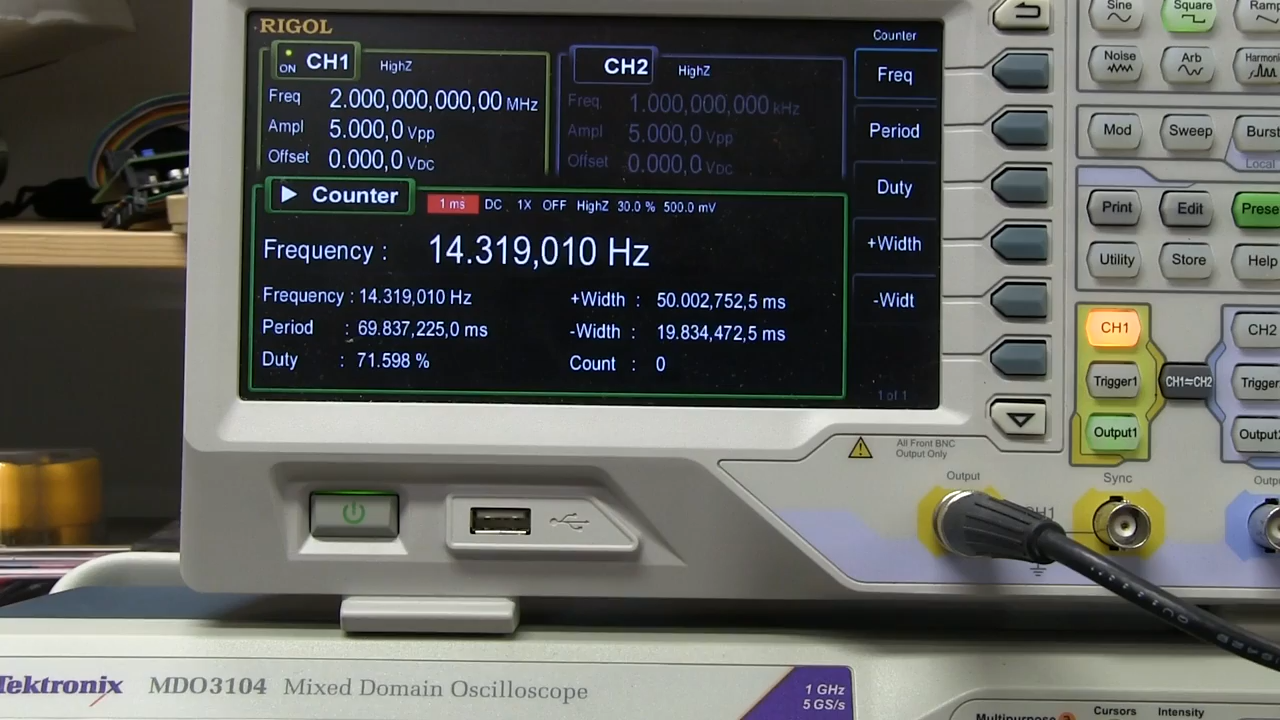 RIGOL
ON CH1 HighZ
Freq 2.000,000,000,00 MHz
Ampl 5.000,0 Vpp
Offset 0.000,0 VDC
CH2 HighZ
Freq 1.000,000,000 kHz
Ampl 5.000,0 Vpp
Offset 0.000,0 VDC
Counter 1 ms DC 1X OFF HighZ 30.0 % 500.0 mV
Frequency : 14.319,010 Hz
Frequency : 14.319,010 Hz +Width : 50.002,752,5 ms
Period : 69.837,225,0 ms -Width : 19.834,472,5 ms
Duty : 71.598 % Count : 0
Counter
Freq
Period
Duty
+Width
-Widt
1 of 1
Sine Square Ramp
Noise Arb Harmoni
Mod Sweep Burst
Local
Print Edit Prese
Utility Store Help
CH1 CH2
Trigger1 CH1⇌CH2 Trigger
Output1 Output
All Front BNC
Output Only
Output Sync Outpu
CH1
Tektronix MDO3104 Mixed Domain Oscilloscope
1 GHz
5 GS/s
Multipurpose Cursors Intensity